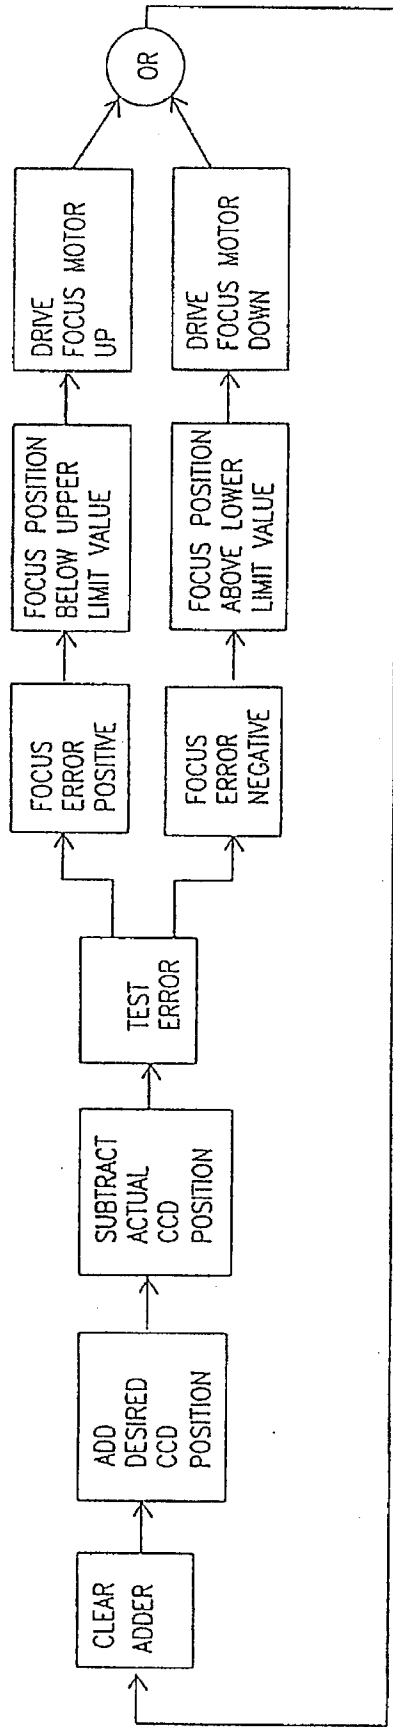 CLEAR
ADDER
ADD
DESIRED
CCD
POSITION
SUBTRACT
ACTUAL
CCD
POSITION
TEST
ERROR
FOCUS
ERROR
POSITIVE
FOCUS POSITION
BELOW UPPER
LIMIT VALUE
DRIVE
FOCUS MOTOR
UP
FOCUS
ERROR
NEGATIVE
FOCUS POSITION
ABOVE LOWER
LIMIT VALUE
DRIVE
FOCUS MOTOR
DOWN
OR